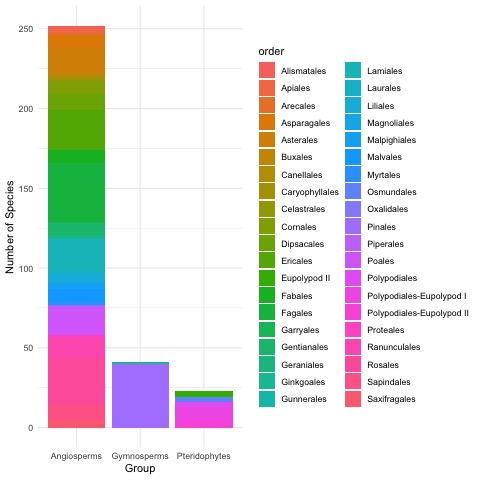 order
250
200
150
100
50
0
Number of Species
Angiosperms Gymnosperms Pteridophytes
Group
Alismatales
Apiales
Arecales
Asparagales
Asterales
Buxales
Canellales
Caryophyllales
Celastrales
Cornales
Dipsacales
Ericales
Eupolypod II
Fabales
Fagales
Garryales
Gentianales
Geraniales
Ginkgoales
Gunnerales
Lamiales
Laurales
Liliales
Magnoliales
Malpighiales
Malvales
Myrtales
Osmundales
Oxalidales
Pinales
Piperales
Poales
Polypodiales
Polypodiales-Eupolypod I
Polypodiales-Eupolypod II
Proteales
Ranunculales
Rosales
Sapindales
Saxifragales